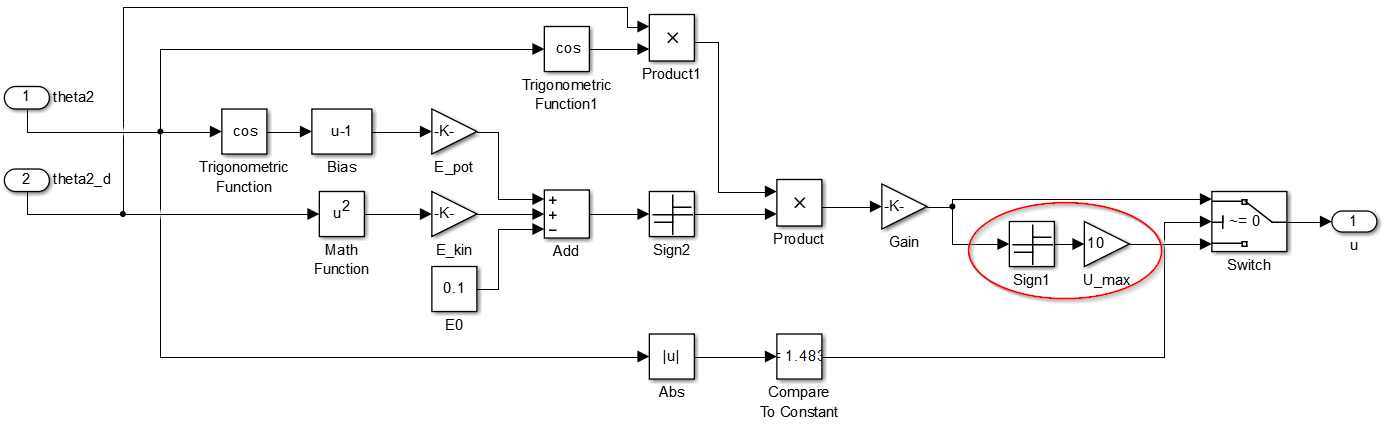 cos
×
Product1
Trigonometric
Function1
1
theta2
cos
Trigonometric
Function
u-1
Bias
-K-
E_pot
2
theta2_d
u2
Math
Function
-K-
E_kin
+
+
−
Add
Sign2
×
Product
-K-
Gain
Sign1
10
U_max
~= 0
Switch
1
u
0.1
E0
|u|
Abs
1.483
Compare
To Constant